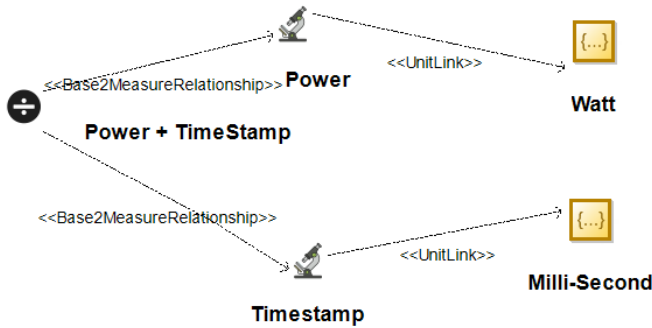 <<Base2MeasureRelationship>>
Power
<<UnitLink>>
{...}
Watt
Power + TimeStamp
<<Base2MeasureRelationship>>
Timestamp
<<UnitLink>>
{...}
Milli-Second